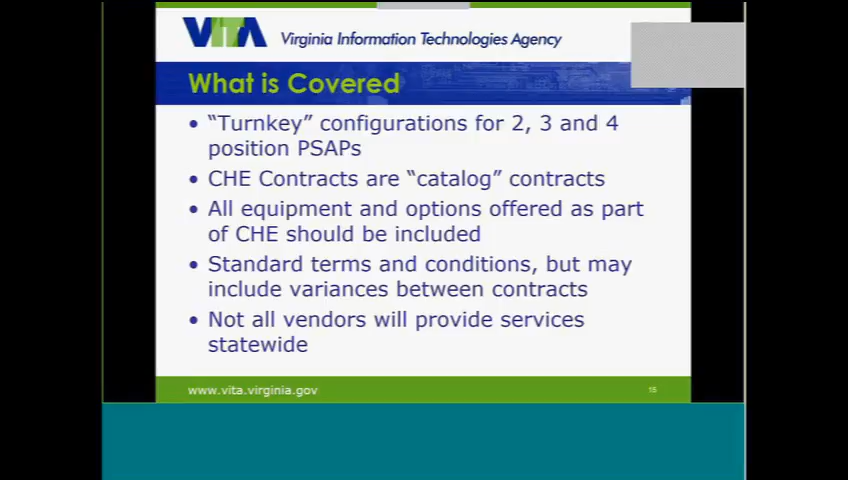 VITA Virginia Information Technologies Agency
What is Covered
• “Turnkey” configurations for 2, 3 and 4
position PSAPs
• CHE Contracts are “catalog” contracts
• All equipment and options offered as part
of CHE should be included
• Standard terms and conditions, but may
include variances between contracts
• Not all vendors will provide services
statewide
www.vita.virginia.gov 15